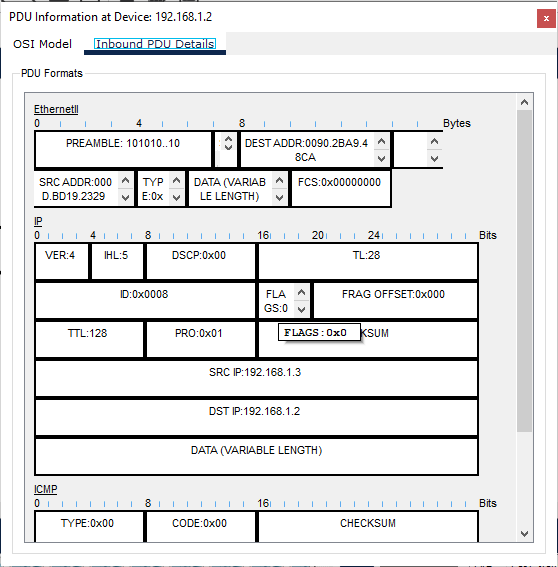 PDU Information at Device: 192.168.1.2
x
OSI Model Inbound PDU Details
PDU Formats
EthernetII
0 4 8 Bytes
PREAMBLE: 101010..10
DEST ADDR:0090.2BA9.4
8CA
SRC ADDR:000
D.BD19.2329
TYP
E:0x
DATA (VARIAB
LE LENGTH)
FCS:0x00000000
IP
0 4 8 16 20 24 Bits
VER:4 IHL:5 DSCP:0x00 TL:28
ID:0x0008
FLA
GS:0
FRAG OFFSET:0x000
TTL:128 PRO:0x01 KSUM
FLAGS:0x0
SRC IP:192.168.1.3
DST IP:192.168.1.2
DATA (VARIABLE LENGTH)
ICMP
0 8 16 Bits
TYPE:0x00 CODE:0x00 CHECKSUM